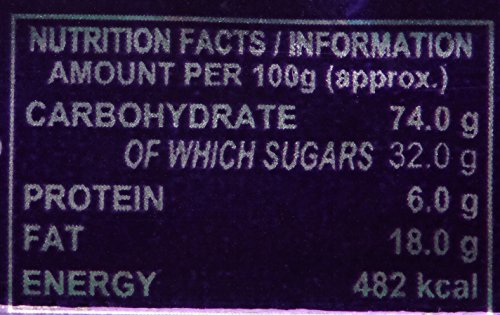 NUTRITION FACTS / INFORMATION
AMOUNT PER 100g (approx.)
CARBOHYDRATE 74.0 g
OF WHICH SUGARS 32.0 g
PROTEIN 6.0 g
FAT 18.0 g
ENERGY 482 kcal